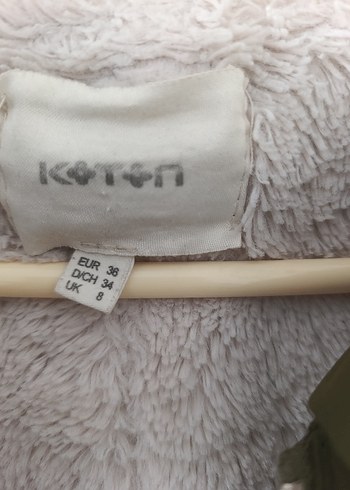 KOTON
EUR 36
D/CH 34
UK 8